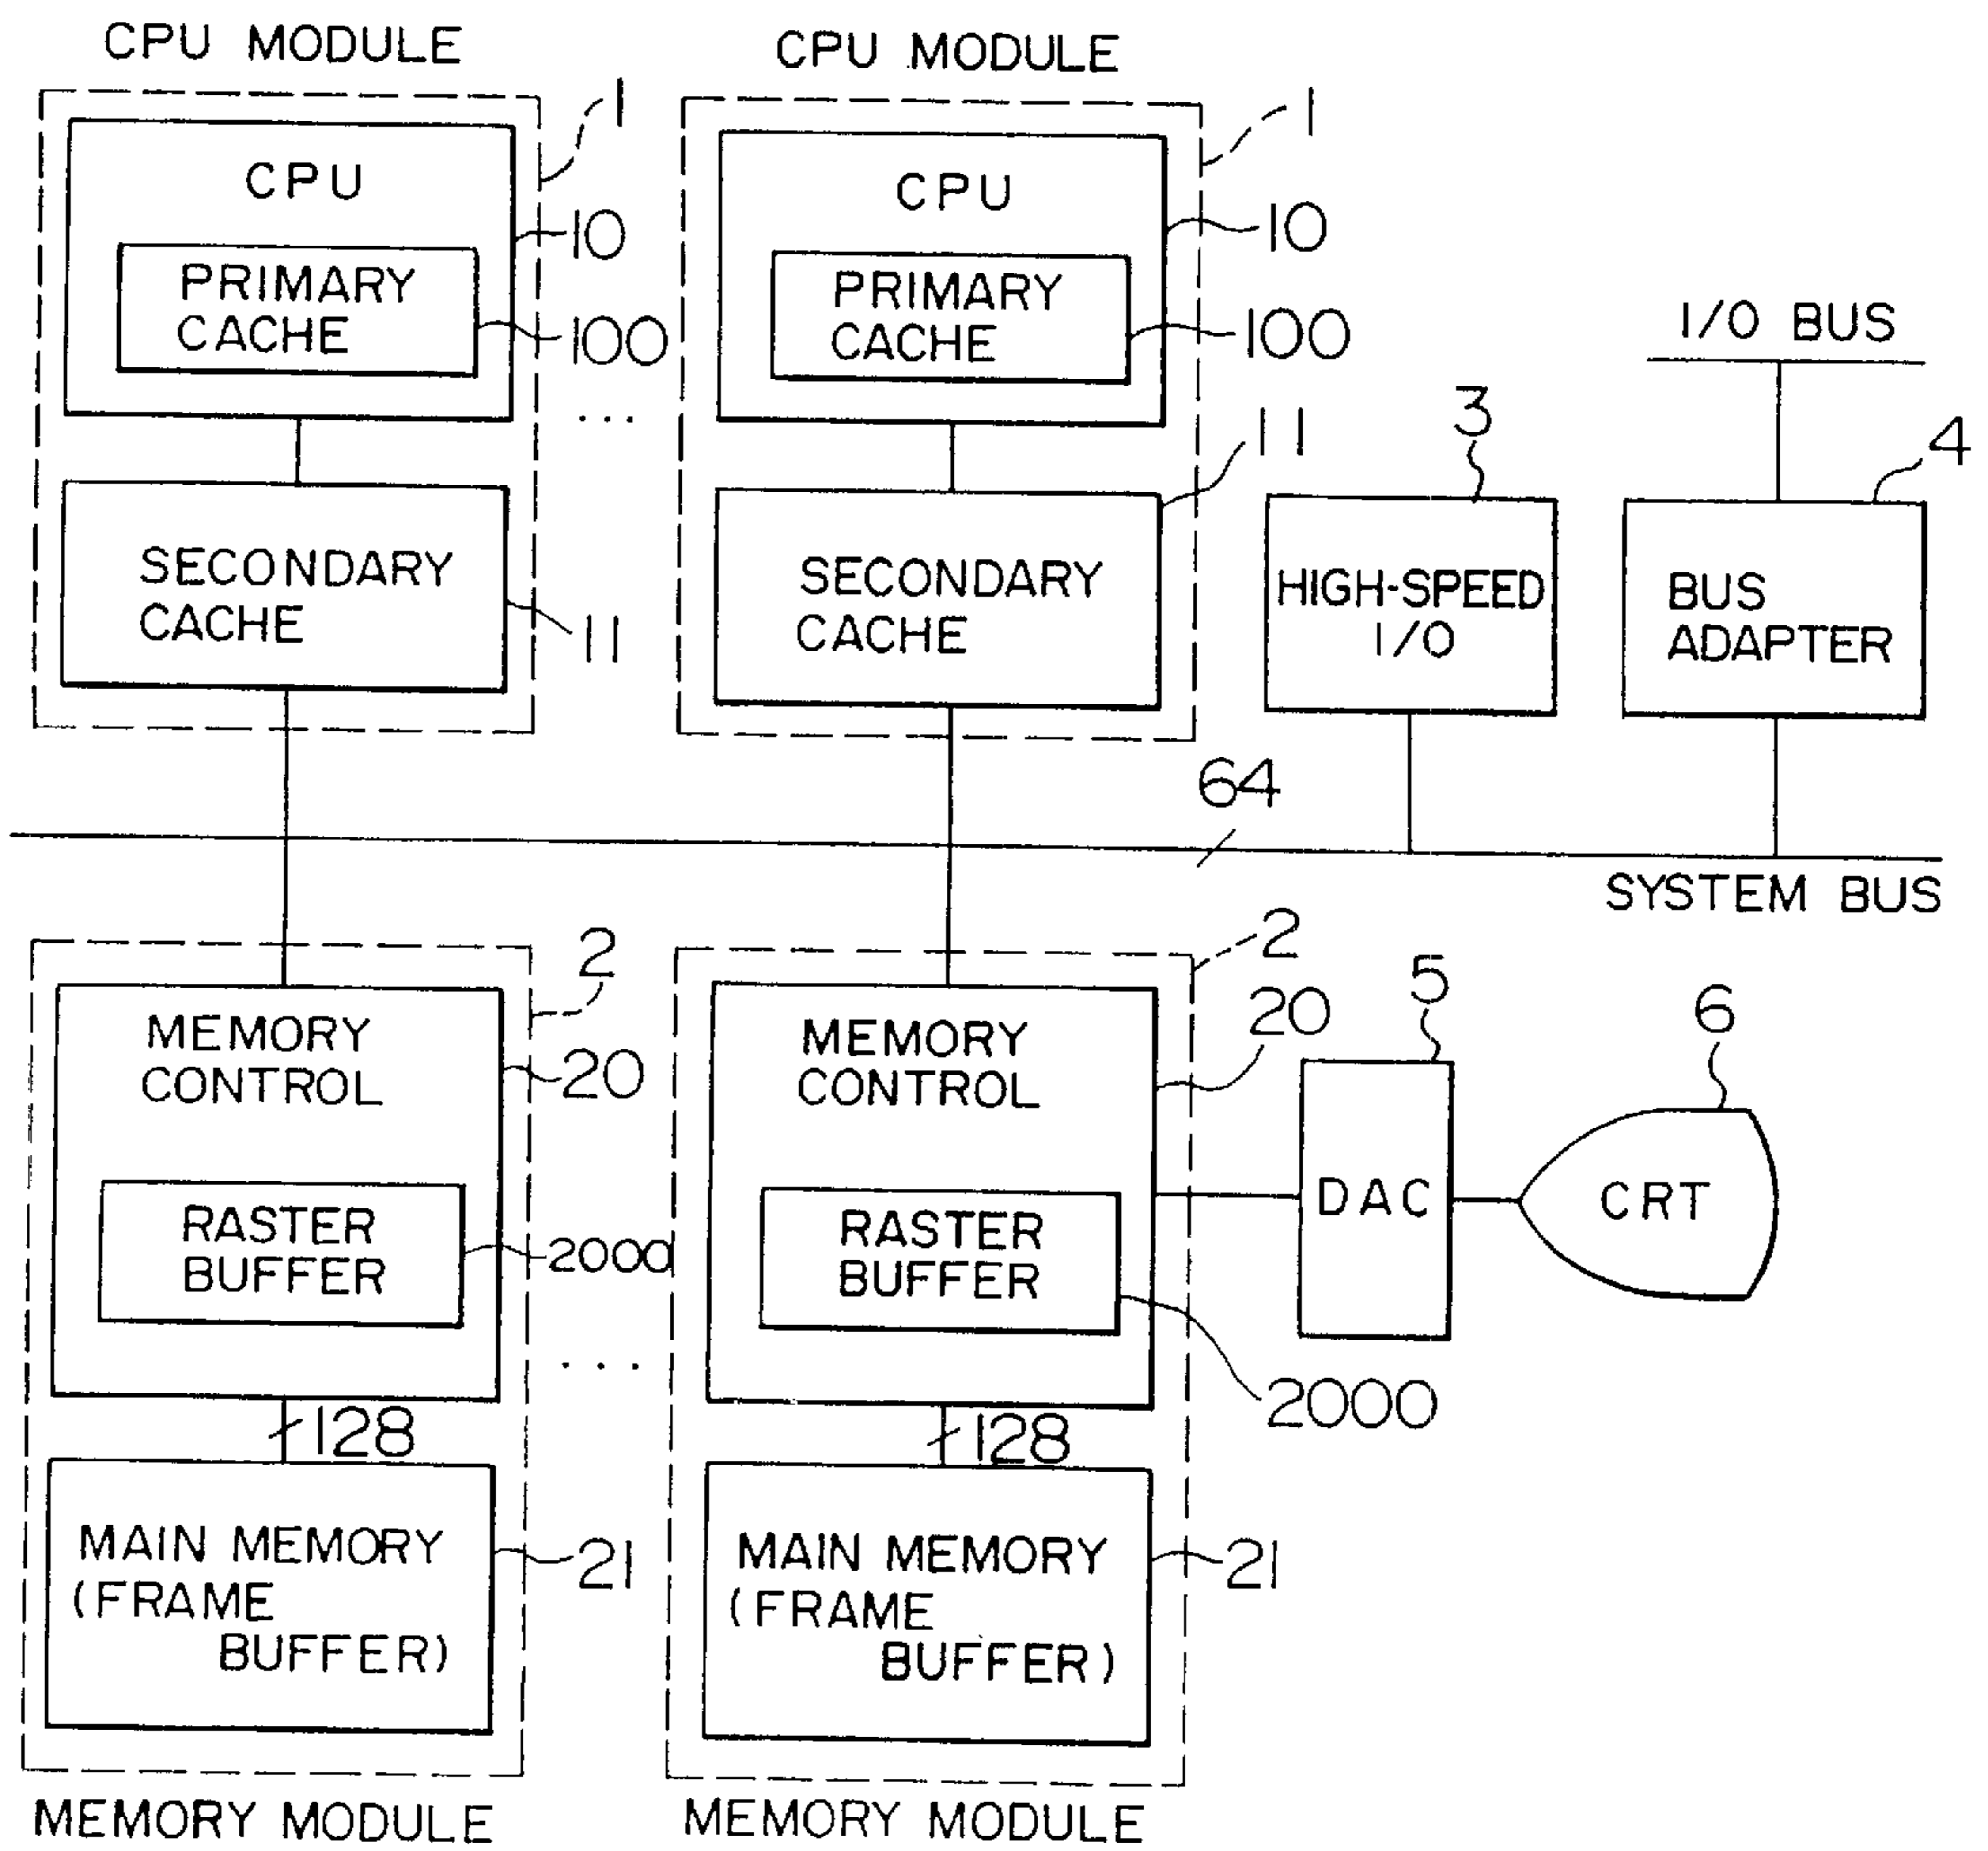 CPU MODULE
CPU MODULE
1
1
CPU
CPU
10
10
PRIMARY
CACHE
PRIMARY
CACHE
100
100
I/O BUS
...
3
4
11
SECONDARY
CACHE
11
SECONDARY
CACHE
HIGH-SPEED
I/O
BUS
ADAPTER
64
SYSTEM BUS
2
2
MEMORY
CONTROL
20
MEMORY
CONTROL
20
5
6
RASTER
BUFFER
2000
RASTER
BUFFER
2000
DAC
CRT
...
128
128
MAIN MEMORY
(FRAME
BUFFER)
21
MAIN MEMORY
(FRAME
BUFFER)
21
MEMORY MODULE
MEMORY MODULE